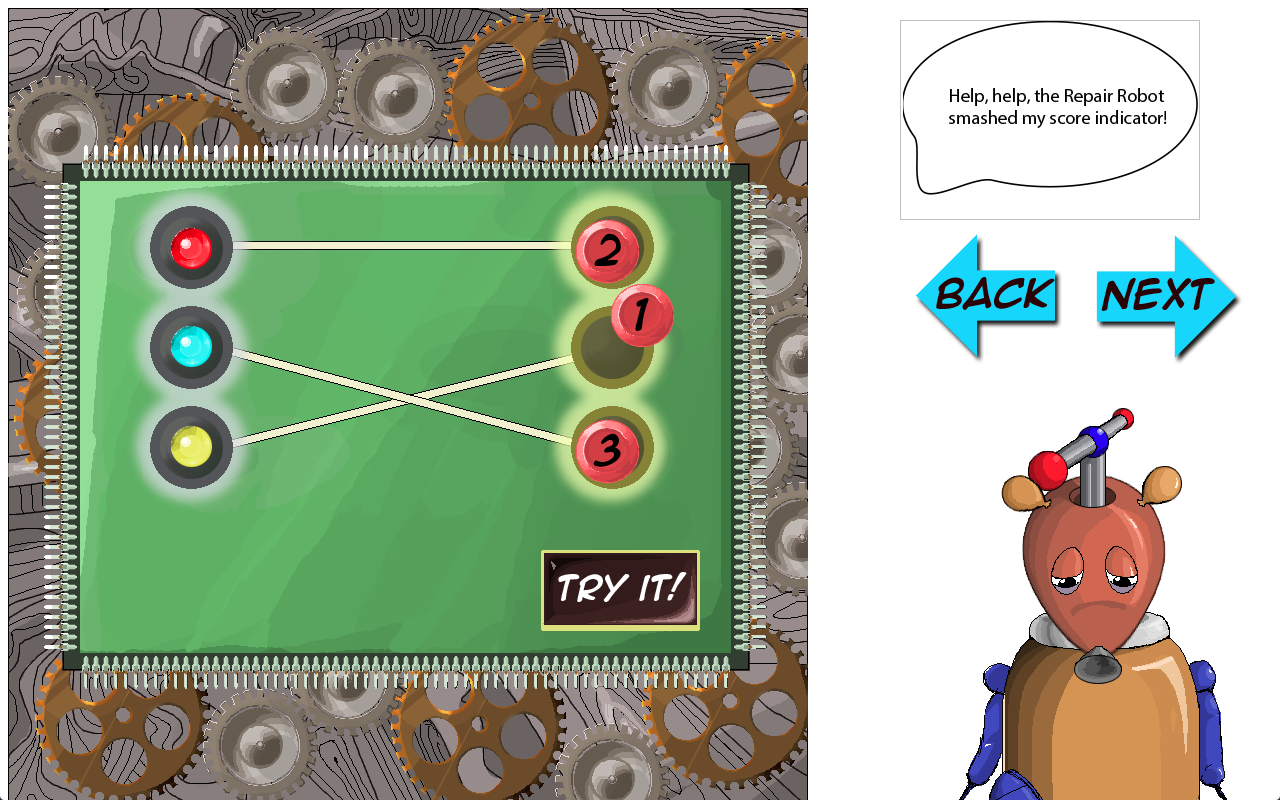 Help, help, the Repair Robot
smashed my score indicator!
BACK
NEXT
2
1
3
TRY IT!